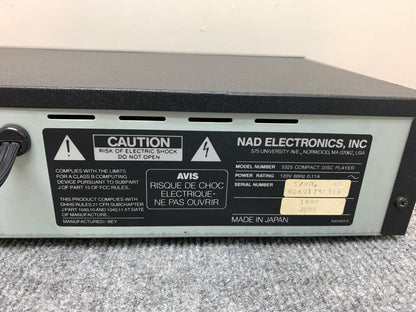 CAUTION
RISK OF ELECTRIC SHOCK
DO NOT OPEN
AVIS
RISQUE DE CHOC
ELECTRIQUE-
NE PAS OUVRIR
COMPLIES WITH THE LIMITS
FOR A CLASS B COMPUTING
DEVICE PURSUANT TO SUBPART
J OF PART 15 OF FCC RULES.
THIS PRODUCT COMPLIES WITH
DHHS RULES 21 CFR SUBCHAPTER
J PART 1040.10 AND 1040.11 AT DATE
OF MANUFACTURE.
MANUFACTURED: BEY
NAD ELECTRONICS, INC
575 UNIVERSITY AVE., NORWOOD, MA 02062, USA
MODEL NUMBER 5325 COMPACT DISC PLAYER
POWER RATING 120V 60Hz 0.11A
SERIAL NUMBER
S/NO.
1990
JUNE
MADE IN JAPAN